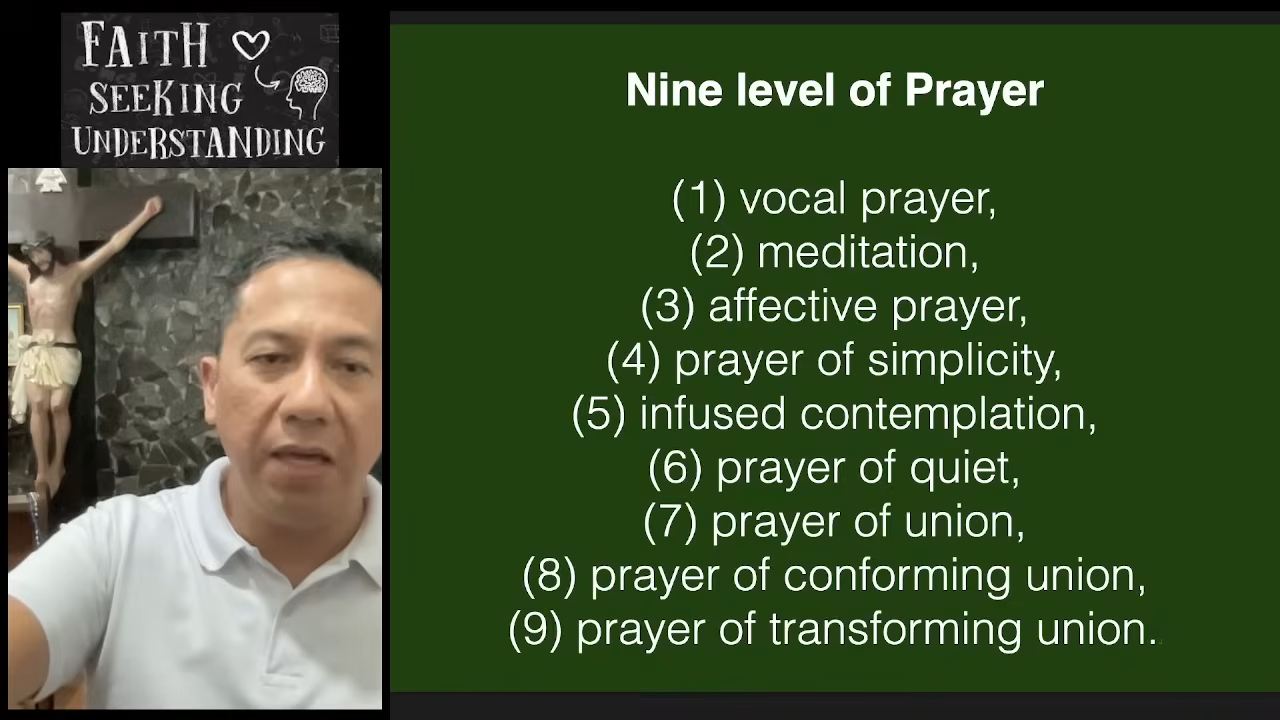 FAITH
SEEKING
UNDERSTANDING
Nine level of Prayer
(1) vocal prayer,
(2) meditation,
(3) affective prayer,
(4) prayer of simplicity,
(5) infused contemplation,
(6) prayer of quiet,
(7) prayer of union,
(8) prayer of conforming union,
(9) prayer of transforming union.